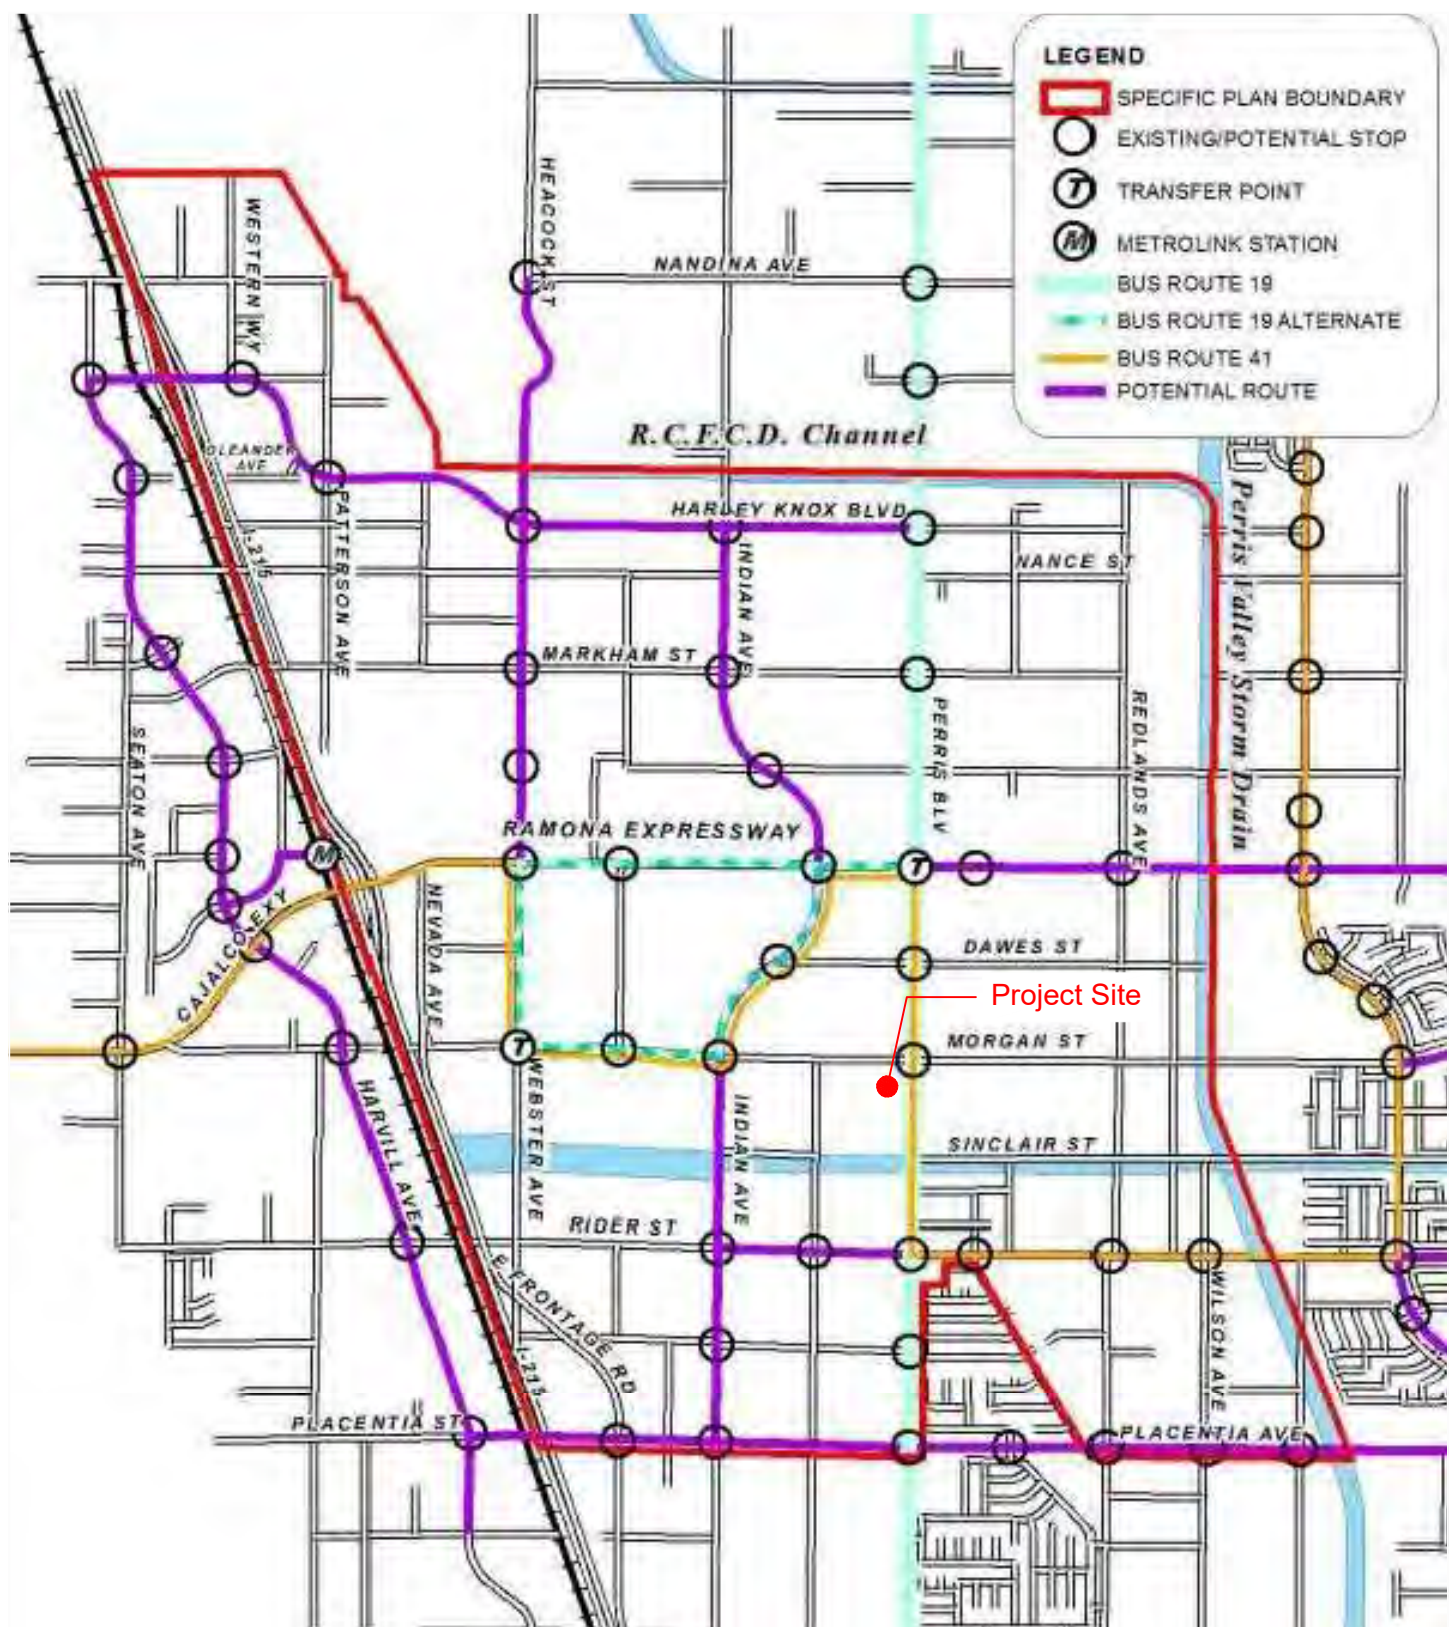 LEGEND
SPECIFIC PLAN BOUNDARY
EXISTING/POTENTIAL STOP
T
TRANSFER POINT
M
METROLINK STATION
BUS ROUTE 19
BUS ROUTE 19 ALTERNATE
BUS ROUTE 41
POTENTIAL ROUTE
HEACOCK ST
WESTERN WY
NANDINA AVE
R.C.F.C.D. Channel
OLEANDER
AVE
PATTERSON AVE
I-215
HARLEY KNOX BLVD
NANCE ST
INDIAN AVE
Perris Valley Storm Drain
MARKHAM ST
PERRIS BLV
REDLANDS AVE
SEATON AVE
RAMONA EXPRESSWAY
M
T
NEVADA AVE
CAJALCO EXY
DAWES ST
Project Site
T
MORGAN ST
WEBSTER AVE
HARVILL AVE
INDIAN AVE
SINCLAIR ST
RIDER ST
E FRONTAGE RD
WILSON AVE
I-215
PLACENTIA ST
PLACENTIA AVE